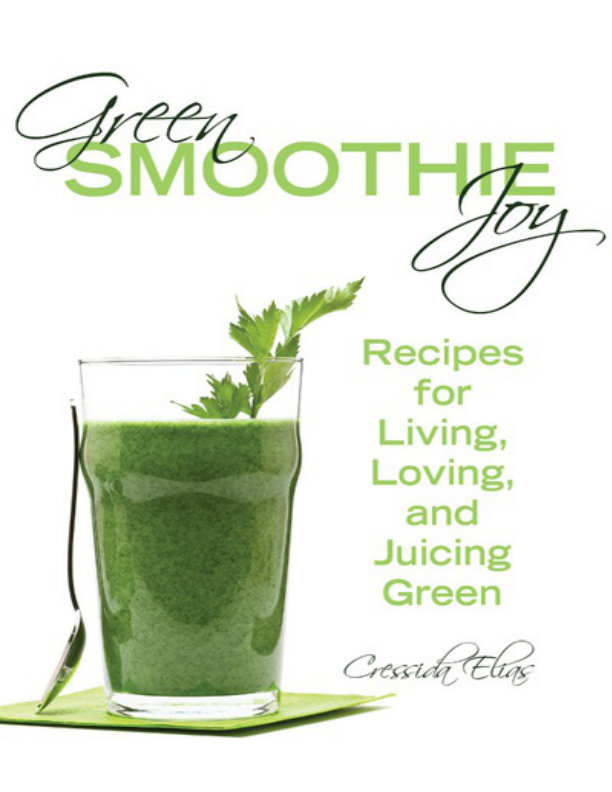 Green
SMOOTHIE
Joy
Recipes
for
Living,
Loving,
and
Juicing
Green
Cressida Elias